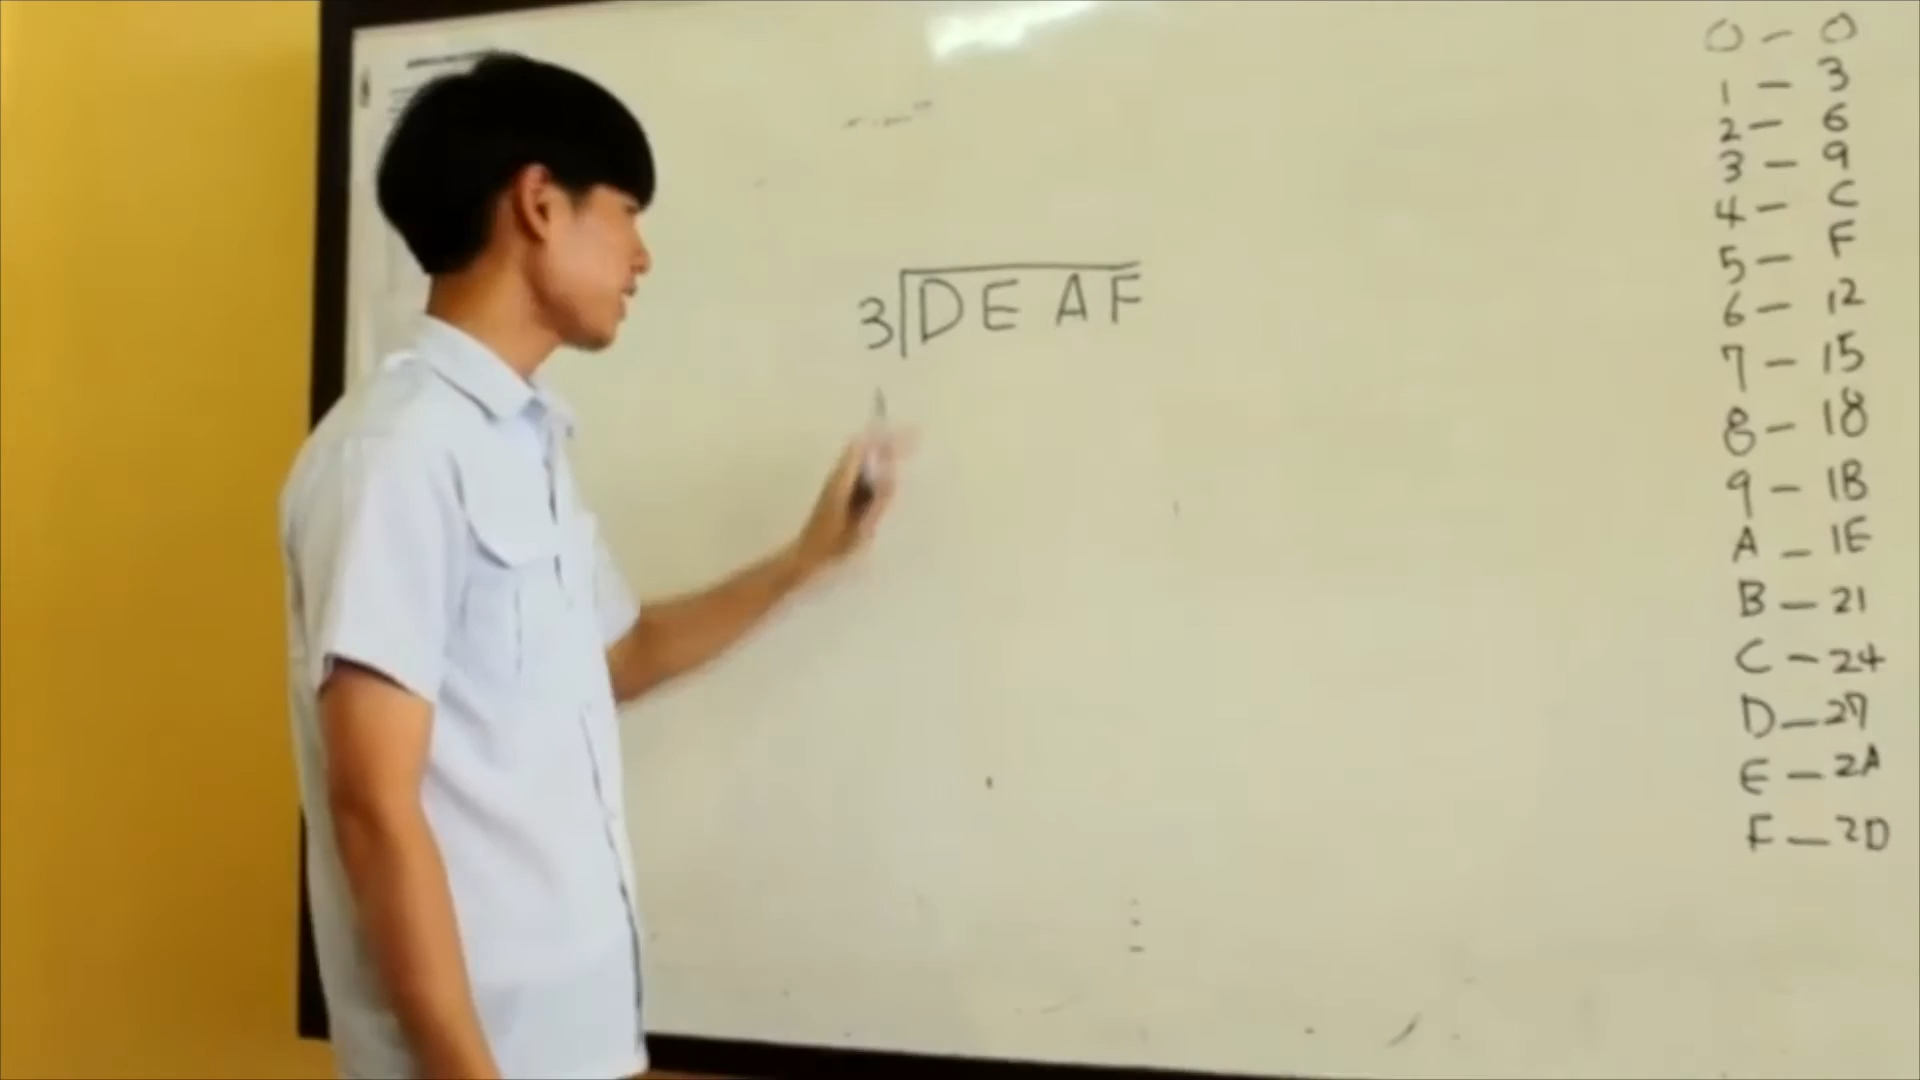 3 DEAF
0 - 0
1 - 3
2 - 6
3 - 9
4 - C
5 - F
6 - 12
7 - 15
8 - 18
9 - 1B
A - 1E
B - 21
C - 24
D - 27
E - 2A
F - 2D